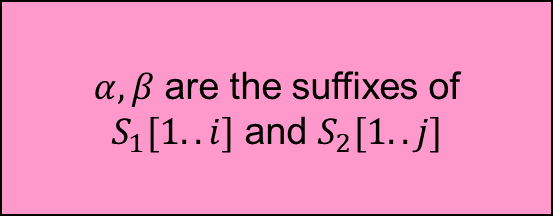 α, β are the suffixes of
S₁[1..i] and S₂[1..j]